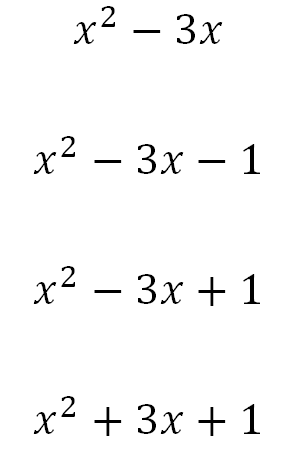 x² − 3x
x² − 3x − 1
x² − 3x + 1
x² + 3x + 1